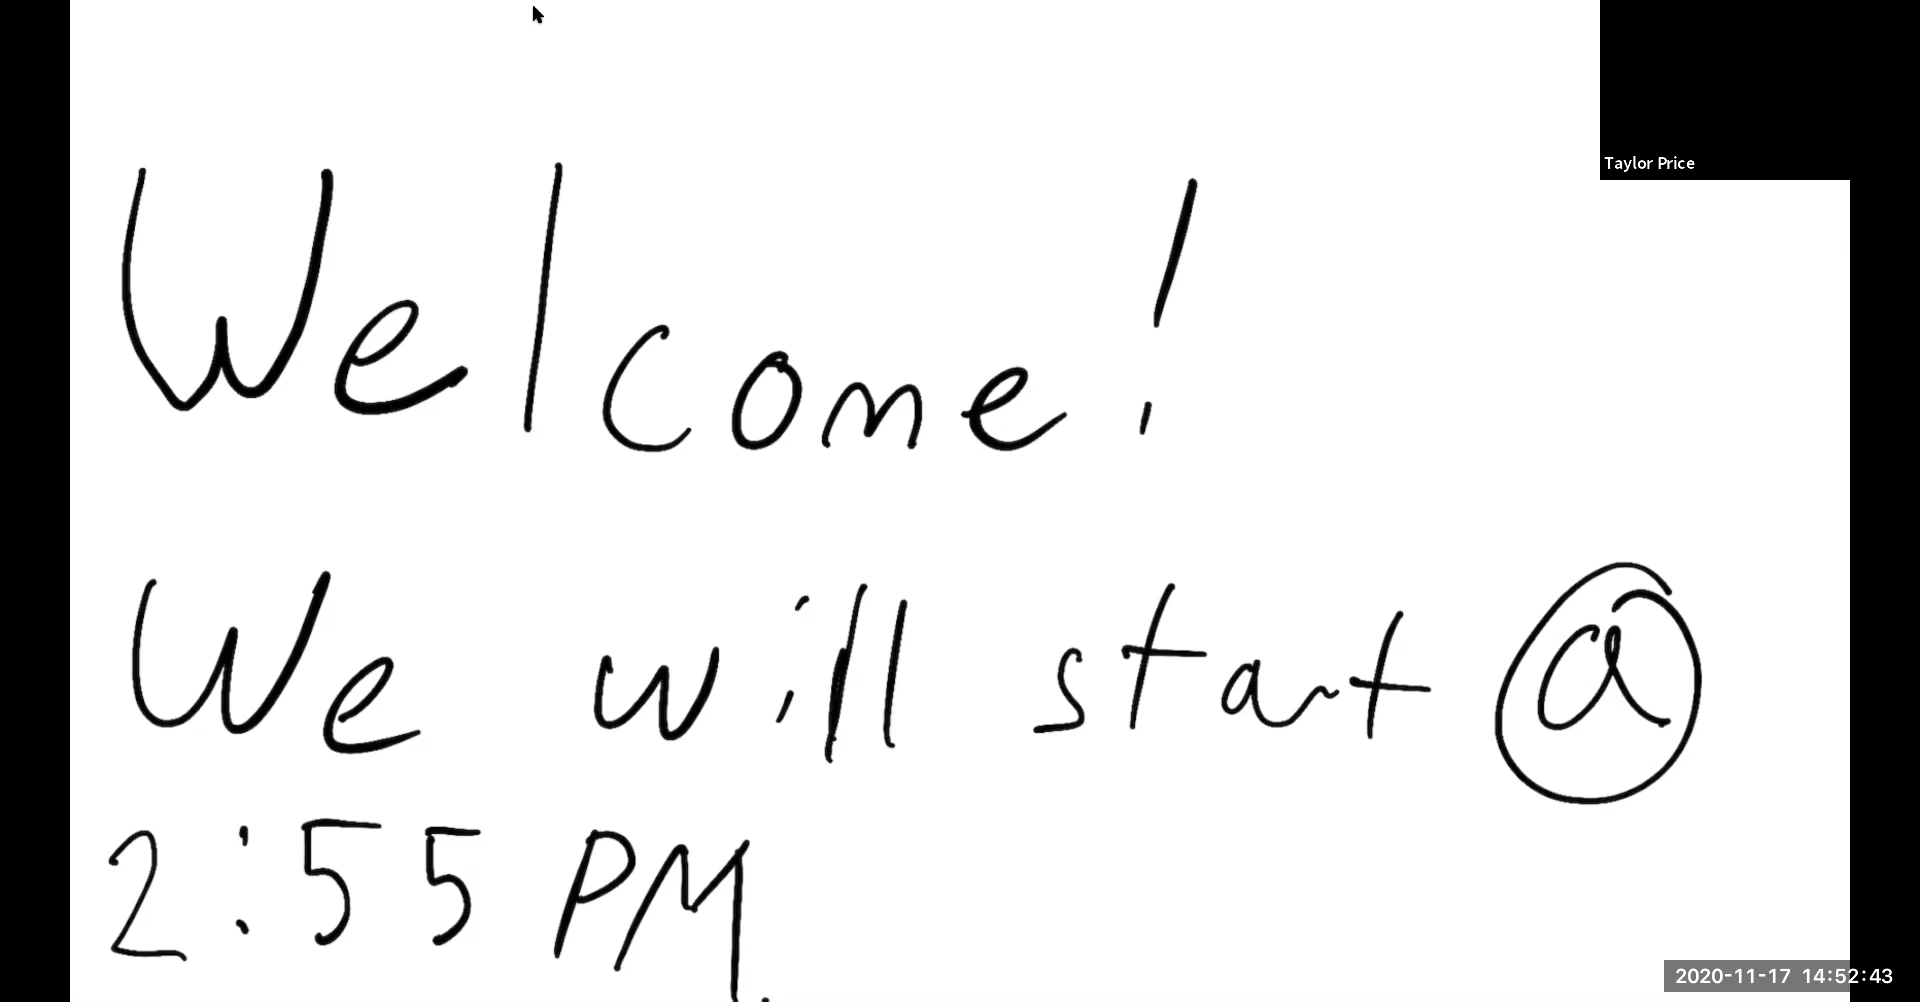 Taylor Price
Welcome!
We will start @
2:55 PM.
2020-11-17 14:52:43